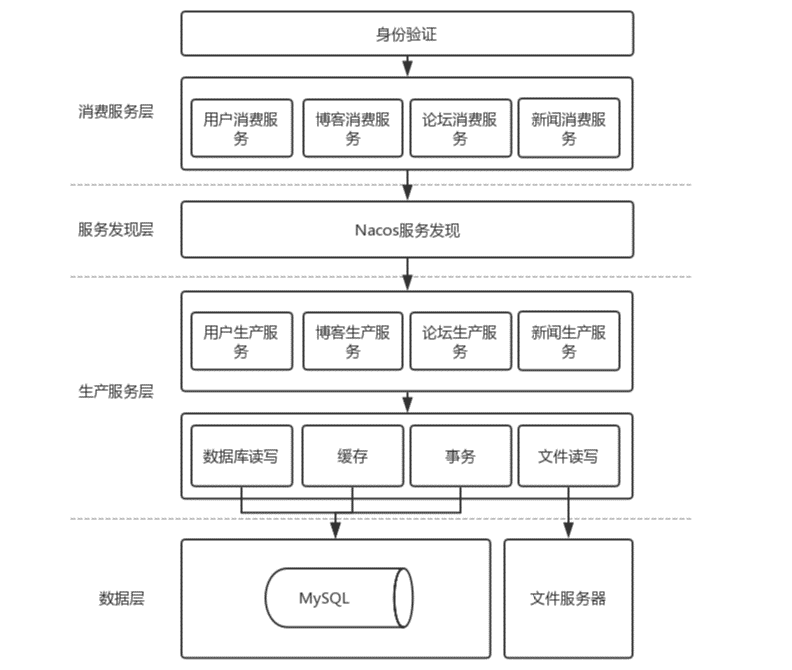 身份验证
消费服务层
用户消费服
务
博客消费服
务
论坛消费服
务
新闻消费服
务
服务发现层
Nacos服务发现
生产服务层
用户生产服
务
博客生产服
务
论坛生产服
务
新闻生产服
务
数据库读写
缓存
事务
文件读写
数据层
MySQL
文件服务器